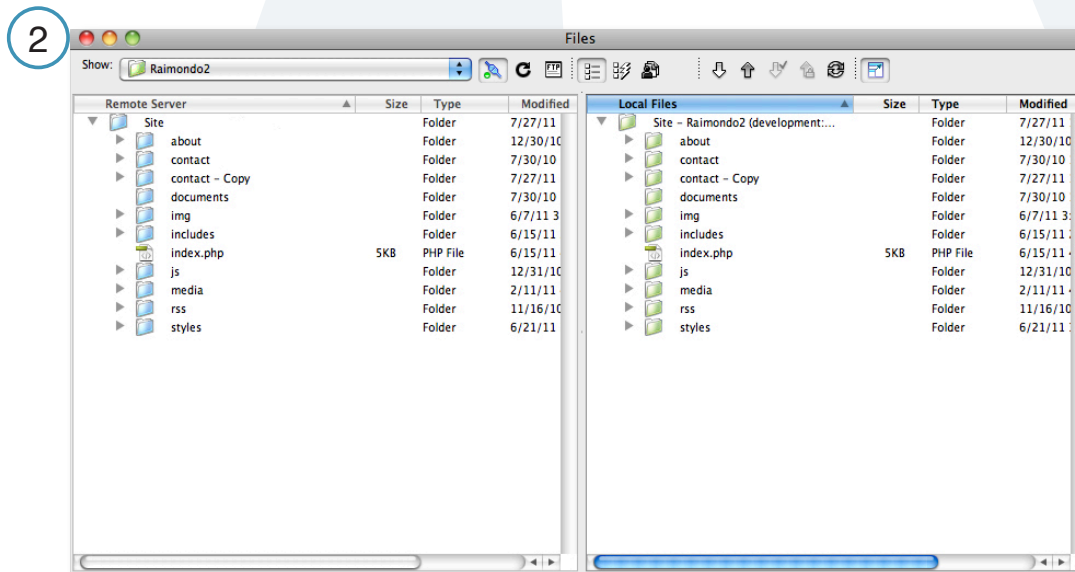 2
Files
Show: Raimondo2
FTP
Remote Server Size Type Modified
Site Folder 7/27/11
about Folder 12/30/10
contact Folder 7/30/10
contact – Copy Folder 7/27/11
documents Folder 7/30/10
img Folder 6/7/11 3
includes Folder 6/15/11
index.php 5KB PHP File 6/15/11
js Folder 12/31/10
media Folder 2/11/11
rss Folder 11/16/10
styles Folder 6/21/11
Local Files Size Type Modified
Site – Raimondo2 (development:... Folder 7/27/11
about Folder 12/30/10
contact Folder 7/30/10
contact – Copy Folder 7/27/11
documents Folder 7/30/10
img Folder 6/7/11 3:
includes Folder 6/15/11
index.php 5KB PHP File 6/15/11
js Folder 12/31/10
media Folder 2/11/11
rss Folder 11/16/10
styles Folder 6/21/11